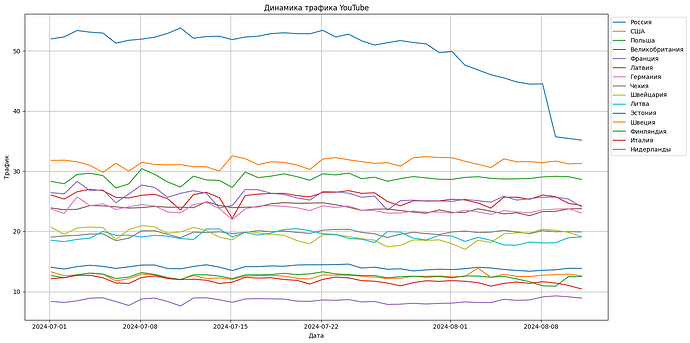 Динамика трафика YouTube
Трафик
50
40
30
20
10
2024-07-01
2024-07-08
2024-07-15
2024-07-22
2024-08-01
2024-08-08
Дата
Россия
США
Польша
Великобритания
Франция
Латвия
Германия
Чехия
Швейцария
Литва
Эстония
Швеция
Финляндия
Италия
Нидерланды